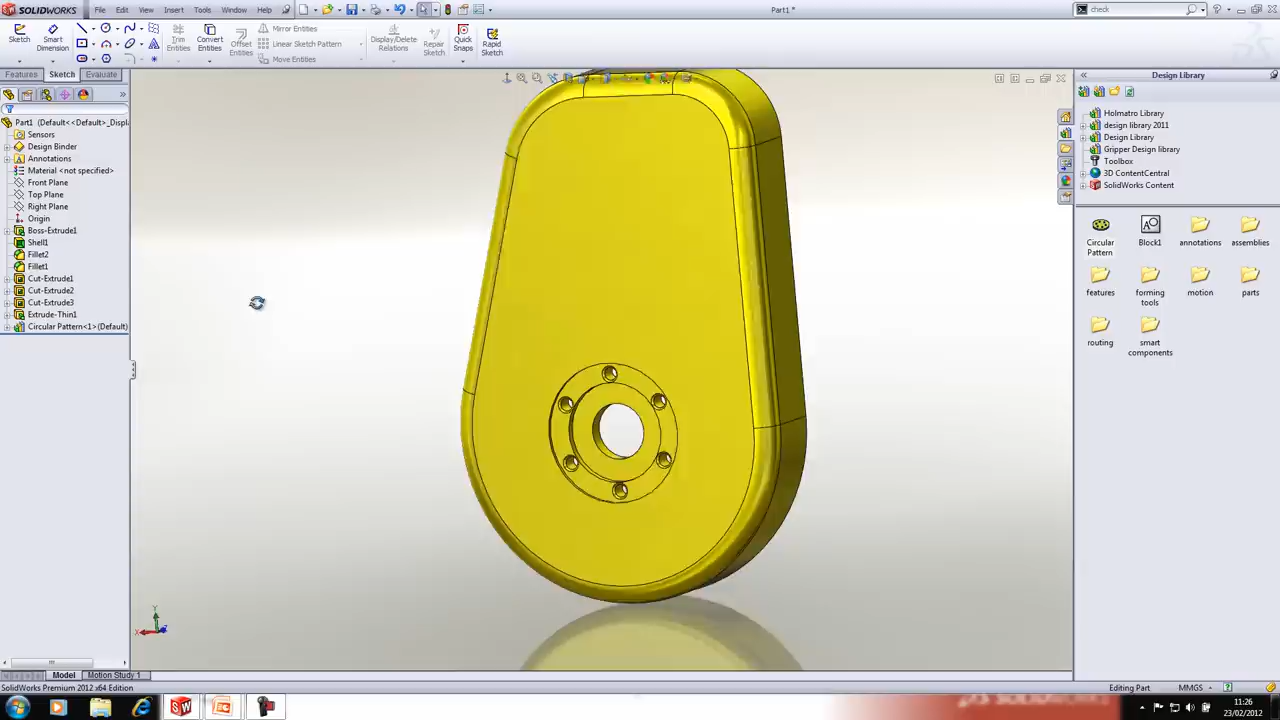 SOLIDWORKS File Edit View Insert Tools Window Help Part1 * check
Sketch Smart Dimension Trim Entities Convert Entities Offset Entities Mirror Entities Linear Sketch Pattern Move Entities Display/Delete Relations Repair Sketch Quick Snaps Rapid Sketch
Features Sketch Evaluate
Part1 (Default<<Default>_Displ
Sensors
Design Binder
Annotations
Material <not specified>
Front Plane
Top Plane
Right Plane
Origin
Boss-Extrude1
Shell1
Fillet2
Fillet1
Cut-Extrude1
Cut-Extrude2
Cut-Extrude3
Extrude-Thin1
Circular Pattern<1> (Default)
Y
X
Z
Design Library
Holmatro Library
design library 2011
Design Library
Gripper Design library
Toolbox
3D ContentCentral
SolidWorks Content
Circular Pattern Block1 annotations assemblies
features forming tools motion parts
routing smart components
Model Motion Study 1
SolidWorks Premium 2012 x64 Edition Editing Part MMGS
11:26
23/02/2012